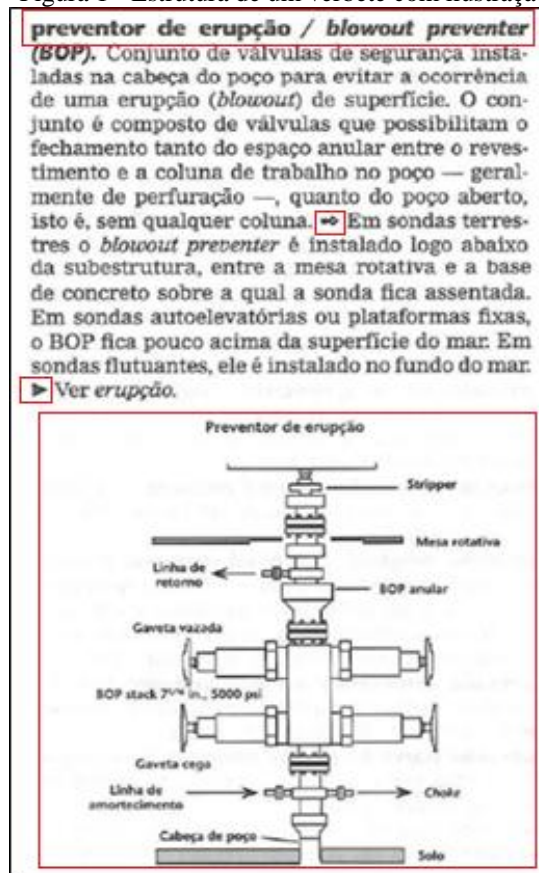 Figura 1 - Estrutura de um verbete com ilustração
preventor de erupção / blowout preventer
(BOP). Conjunto de válvulas de segurança insta-
ladas na cabeça do poço para evitar a ocorrência
de uma erupção (blowout) de superfície. O con-
junto é composto de válvulas que possibilitam o
fechamento tanto do espaço anular entre o reves-
timento e a coluna de trabalho no poço — geral-
mente de perfuração —, quanto do poço aberto,
isto é, sem qualquer coluna. ➺ Em sondas terres-
tres o blowout preventer é instalado logo abaixo
da subestrutura, entre a mesa rotativa e a base
de concreto sobre a qual a sonda fica assentada.
Em sondas autoelevatórias ou plataformas fixas,
o BOP fica pouco acima da superfície do mar. Em
sondas flutuantes, ele é instalado no fundo do mar.
➤ Ver erupção.
Preventor de erupção
Stripper
Mesa rotativa
Linha de
retorno
BOP anular
Gaveta vazada
BOP stack 7 1/16 in., 5000 psi
Gaveta cega
Linha de
amortecimento
Choke
Cabeça de poço
Solo